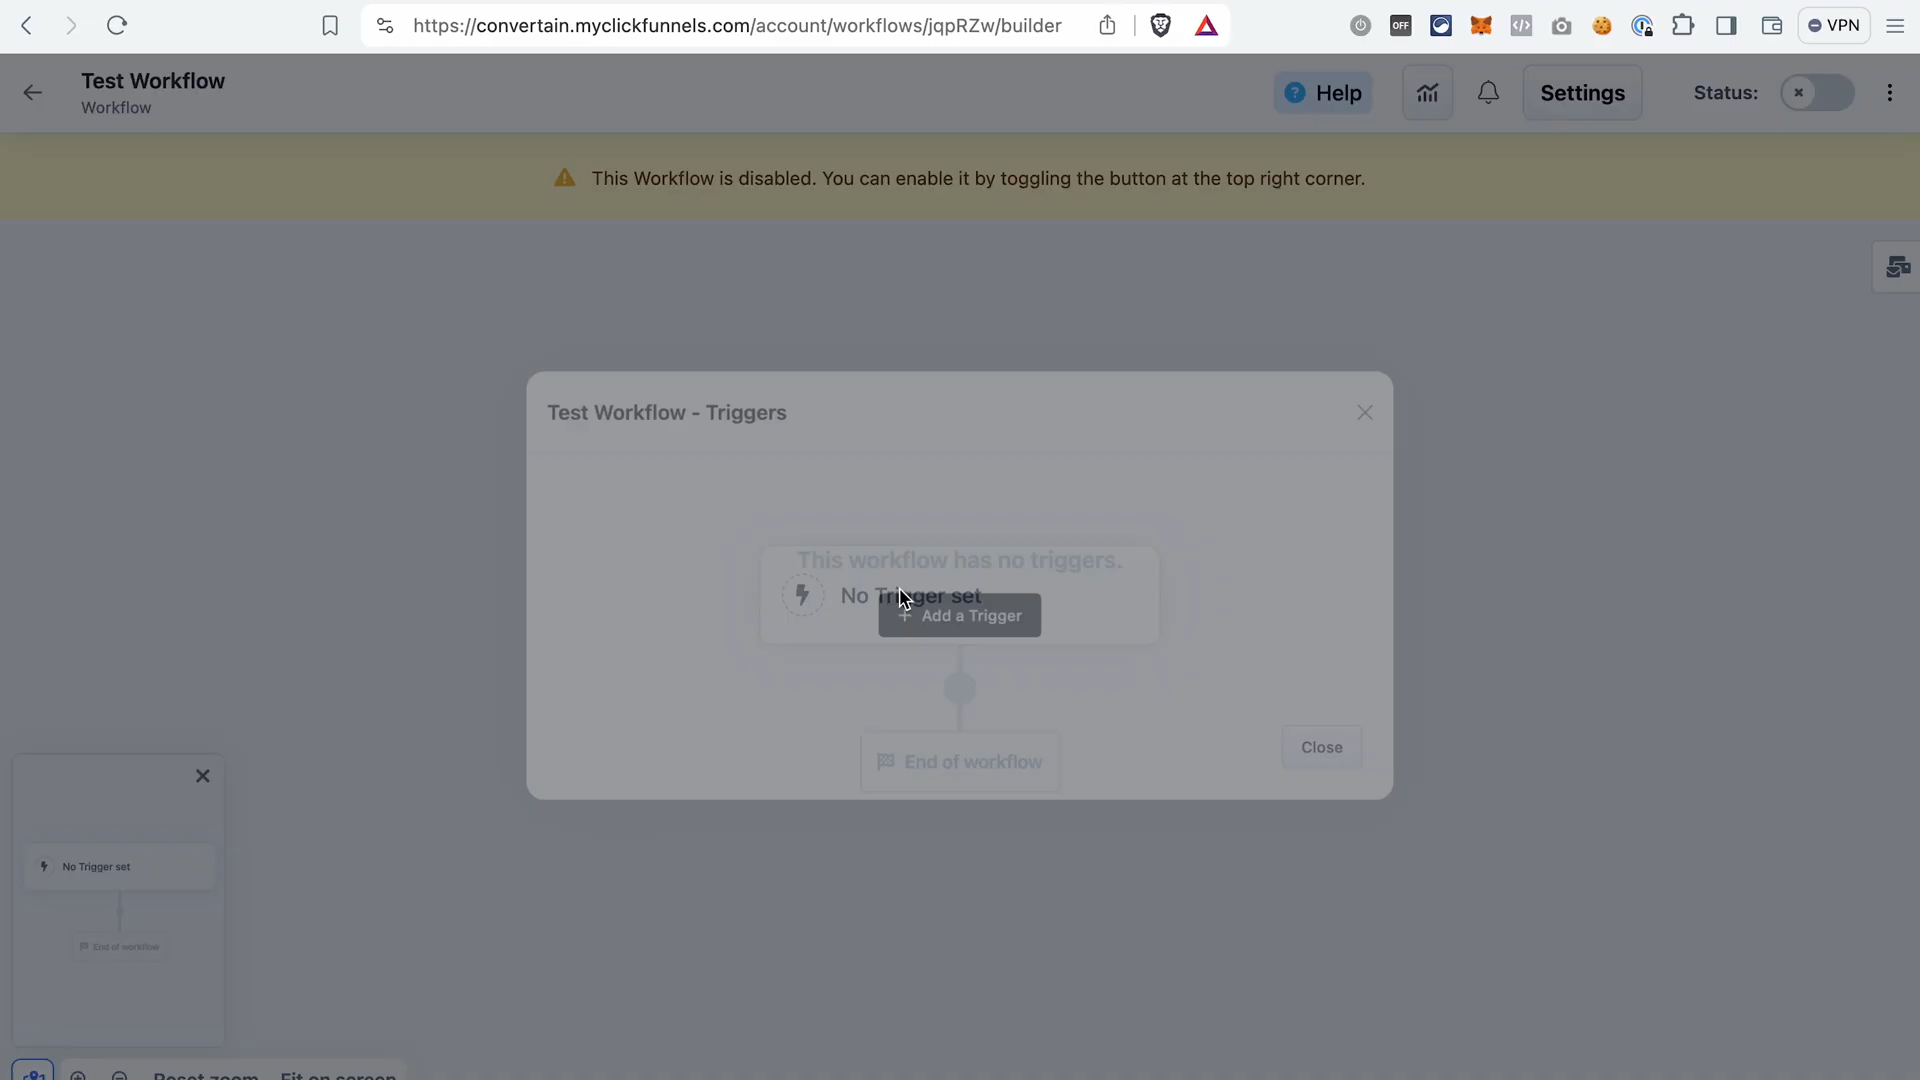 https://convertain.myclickfunnels.com/account/workflows/jqpRZw/builder
OFF
VPN
Test Workflow
Workflow
Help
Settings
Status:
This Workflow is disabled. You can enable it by toggling the button at the top right corner.
Test Workflow - Triggers
This workflow has no triggers.
No Trigger set
+ Add a Trigger
End of workflow
Close
No Trigger set
End of workflow
Reset zoom
Fit on screen